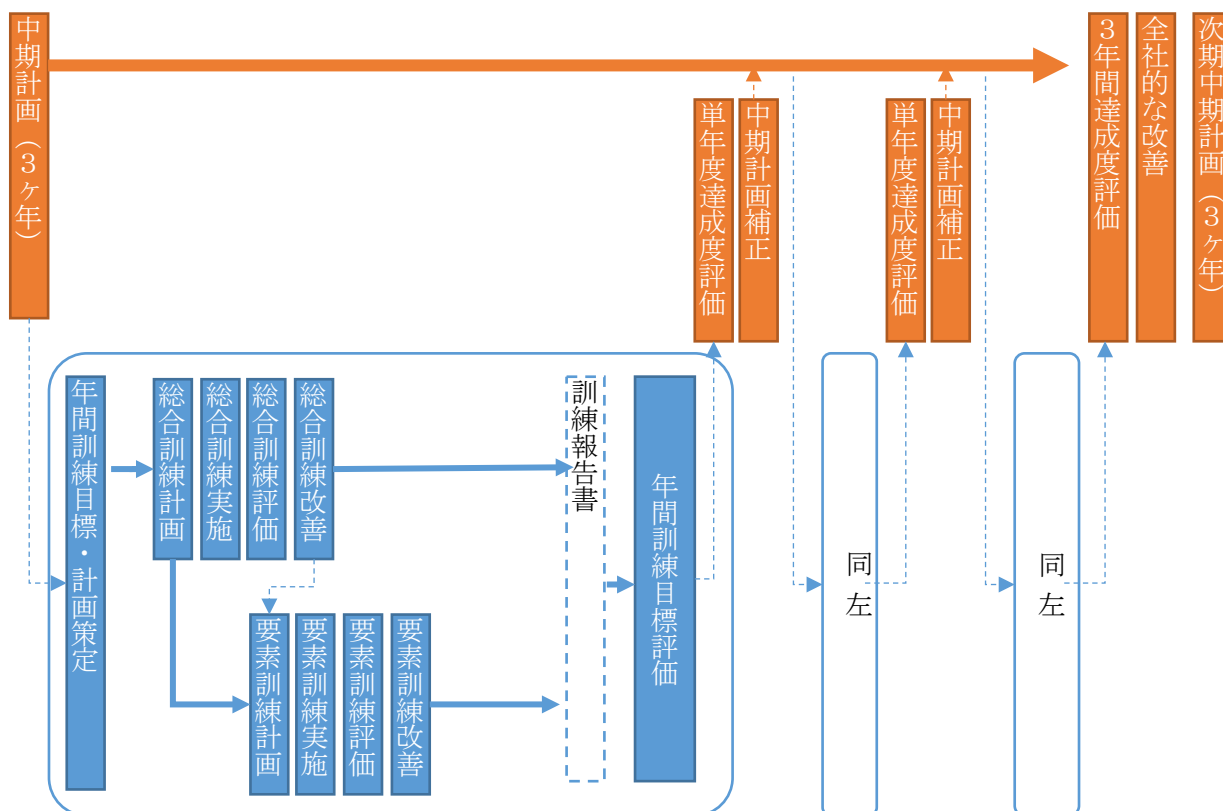 中期計画（３ヶ年）
単年度達成度評価
中期計画補正
単年度達成度評価
中期計画補正
３年間達成度評価
全社的な改善
次期中期計画（３ヶ年）
年間訓練目標・計画策定
総合訓練計画
総合訓練実施
総合訓練評価
総合訓練改善
要素訓練計画
要素訓練実施
要素訓練評価
要素訓練改善
訓練報告書
年間訓練目標評価
同左
同左